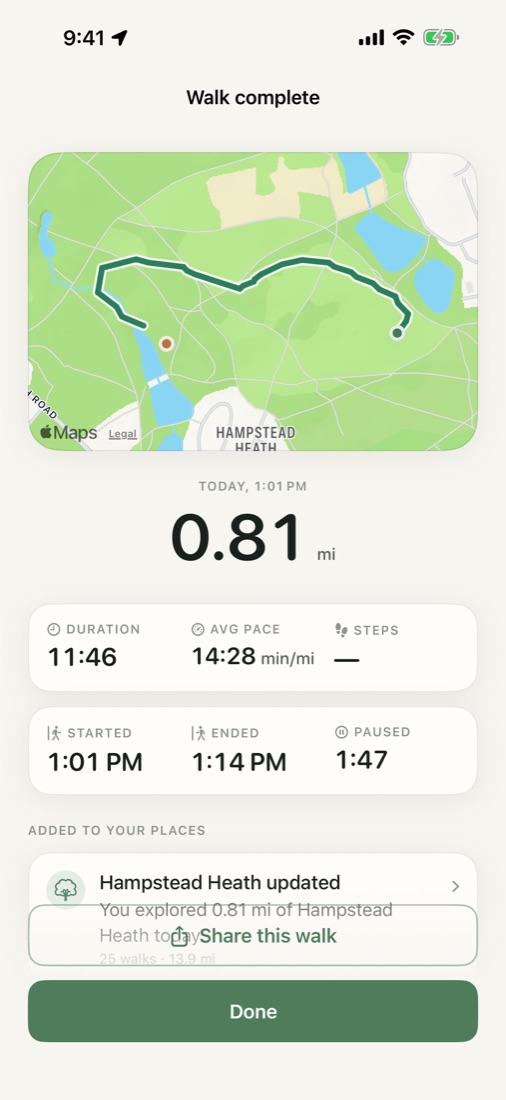 9:41
Walk complete
ROAD
Maps Legal
HAMPSTEAD
HEATH
TODAY, 1:01 PM
0.81 mi
DURATION AVG PACE STEPS
11:46 14:28 min/mi —
STARTED ENDED PAUSED
1:01 PM 1:14 PM 1:47
ADDED TO YOUR PLACES
Hampstead Heath updated
You explored 0.81 mi of Hampstead
Heath today
Share this walk
25 walks · 13.9 mi
Done